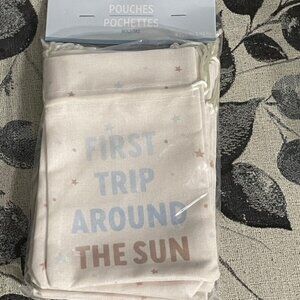 POUCHES
POCHETTES
FIRST
TRIP
AROUND
THE SUN